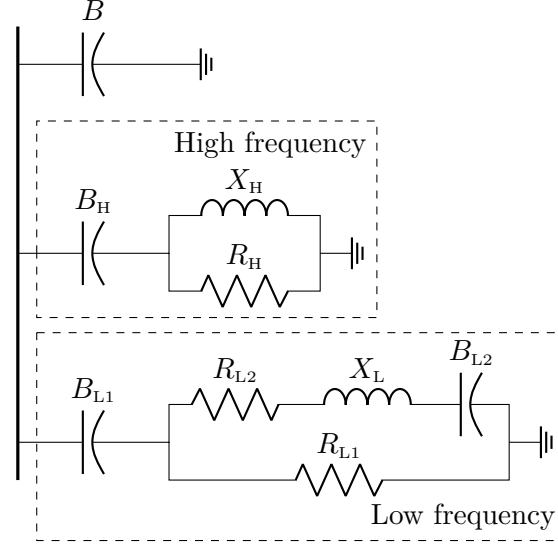 B
High frequency
X_H
B_H
R_H
B_L2
R_L2
X_L
B_L1
R_L1
Low frequency